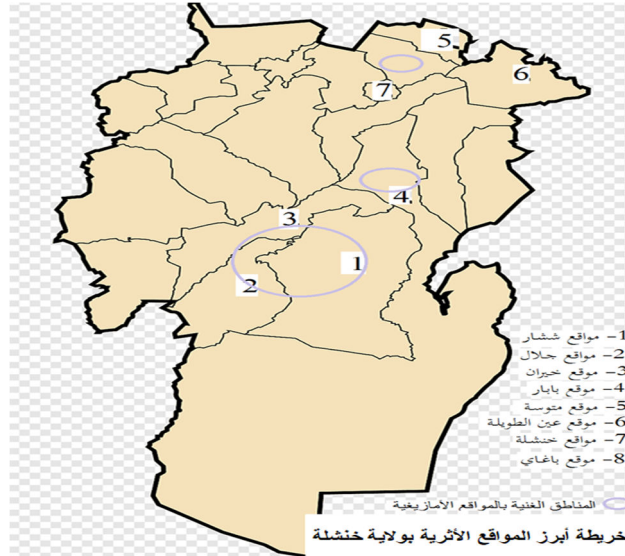 5
6
7
4
3
1
2
1- مواقع ششار
2- مواقع جلال
3- موقع خيران
4- موقع بابار
5- موقع متوسة
6- موقع عين الطويلة
7- مواقع خنشلة
8- موقع باغاي
المناطق الغنية بالمواقع الأمازيغية
خريطة أبرز المواقع الأثرية بولاية خنشلة